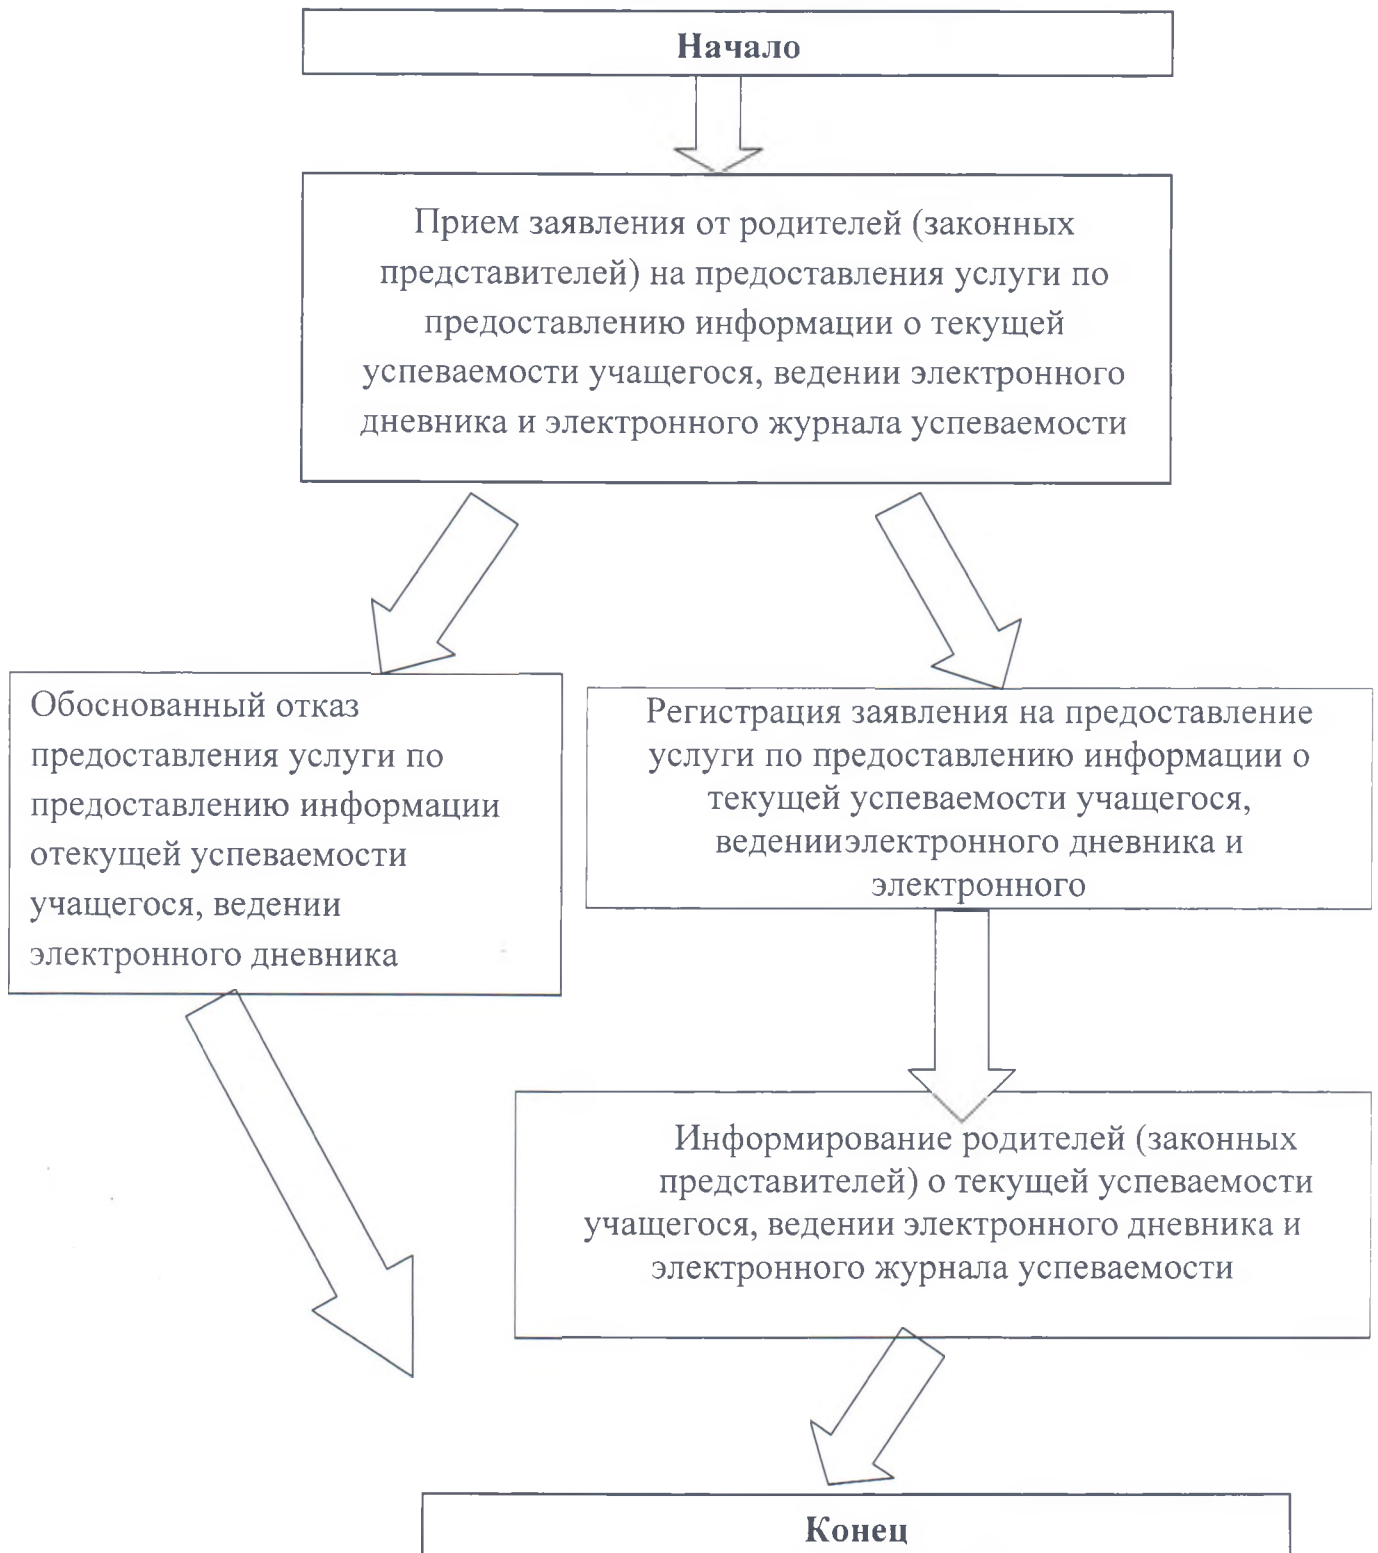 Начало
Прием заявления от родителей (законных
представителей) на предоставления услуги по
предоставлению информации о текущей
успеваемости учащегося, ведении электронного
дневника и электронного журнала успеваемости
Обоснованный отказ
предоставления услуги по
предоставлению информации
отекущей успеваемости
учащегося, ведении
электронного дневника
Регистрация заявления на предоставление
услуги по предоставлению информации о
текущей успеваемости учащегося,
веденииэлектронного дневника и
электронного
Информирование родителей (законных
представителей) о текущей успеваемости
учащегося, ведении электронного дневника и
электронного журнала успеваемости
Конец